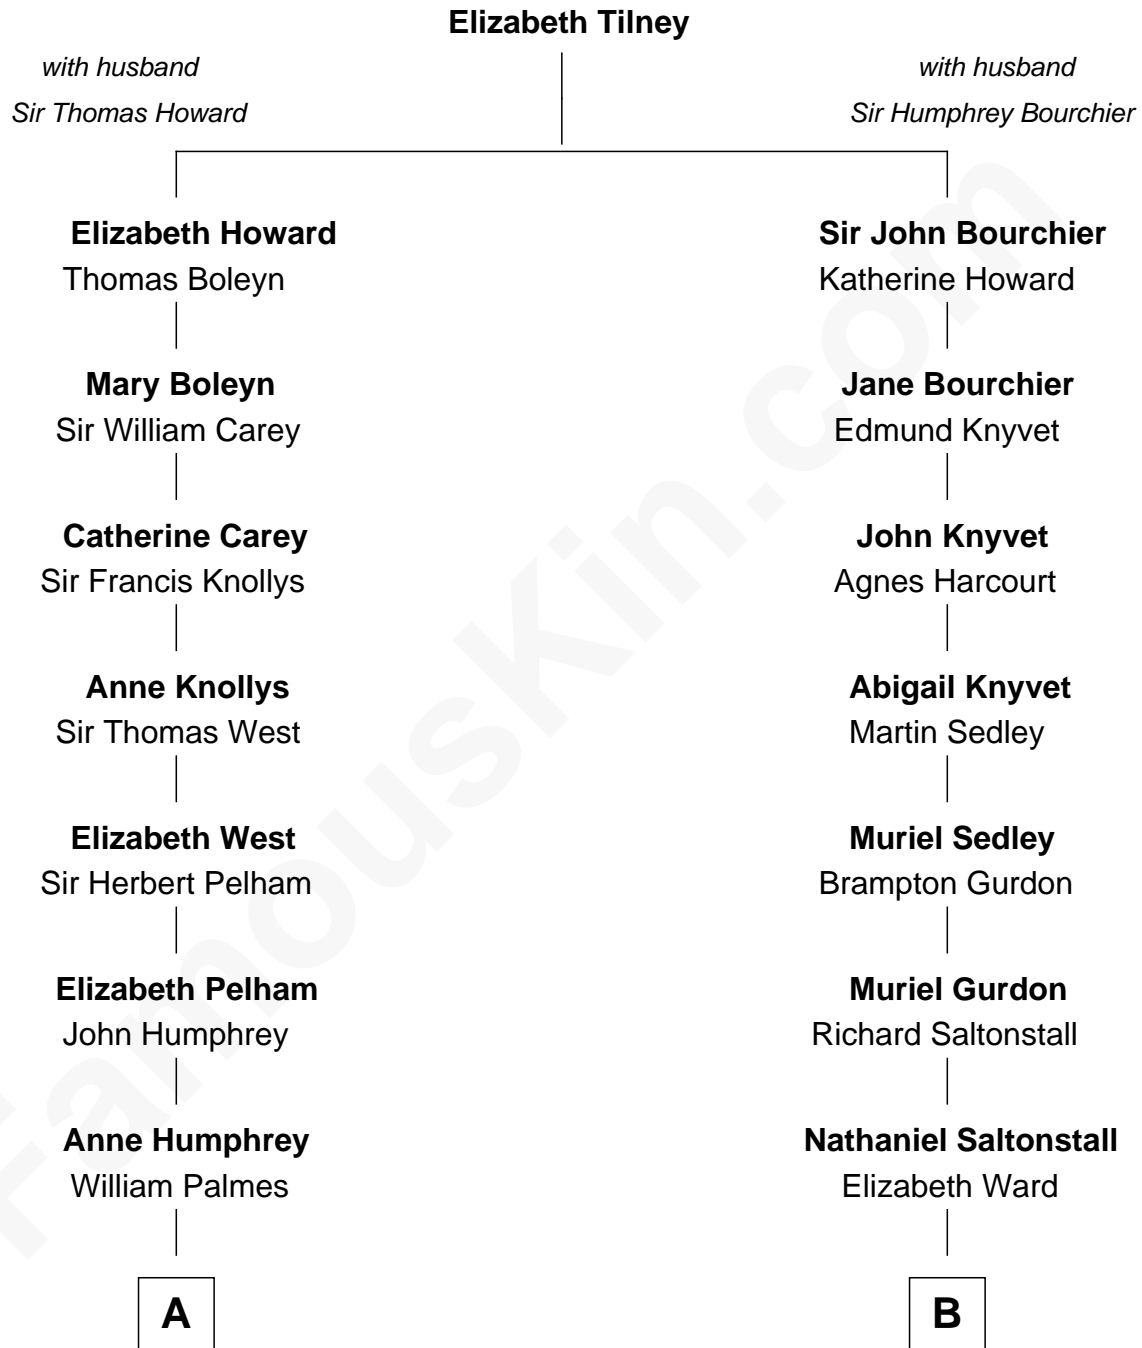 Elizabeth Tilney
with husband
Sir Thomas Howard
with husband
Sir Humphrey Bourchier
Elizabeth Howard
Thomas Boleyn
Mary Boleyn
Sir William Carey
Catherine Carey
Sir Francis Knollys
Anne Knollys
Sir Thomas West
Elizabeth West
Sir Herbert Pelham
Elizabeth Pelham
John Humphrey
Anne Humphrey
William Palmes
A
Sir John Bourchier
Katherine Howard
Jane Bourchier
Edmund Knyvet
John Knyvet
Agnes Harcourt
Abigail Knyvet
Martin Sedley
Muriel Sedley
Brampton Gurdon
Muriel Gurdon
Richard Saltonstall
Nathaniel Saltonstall
Elizabeth Ward
B
FamousKin.com